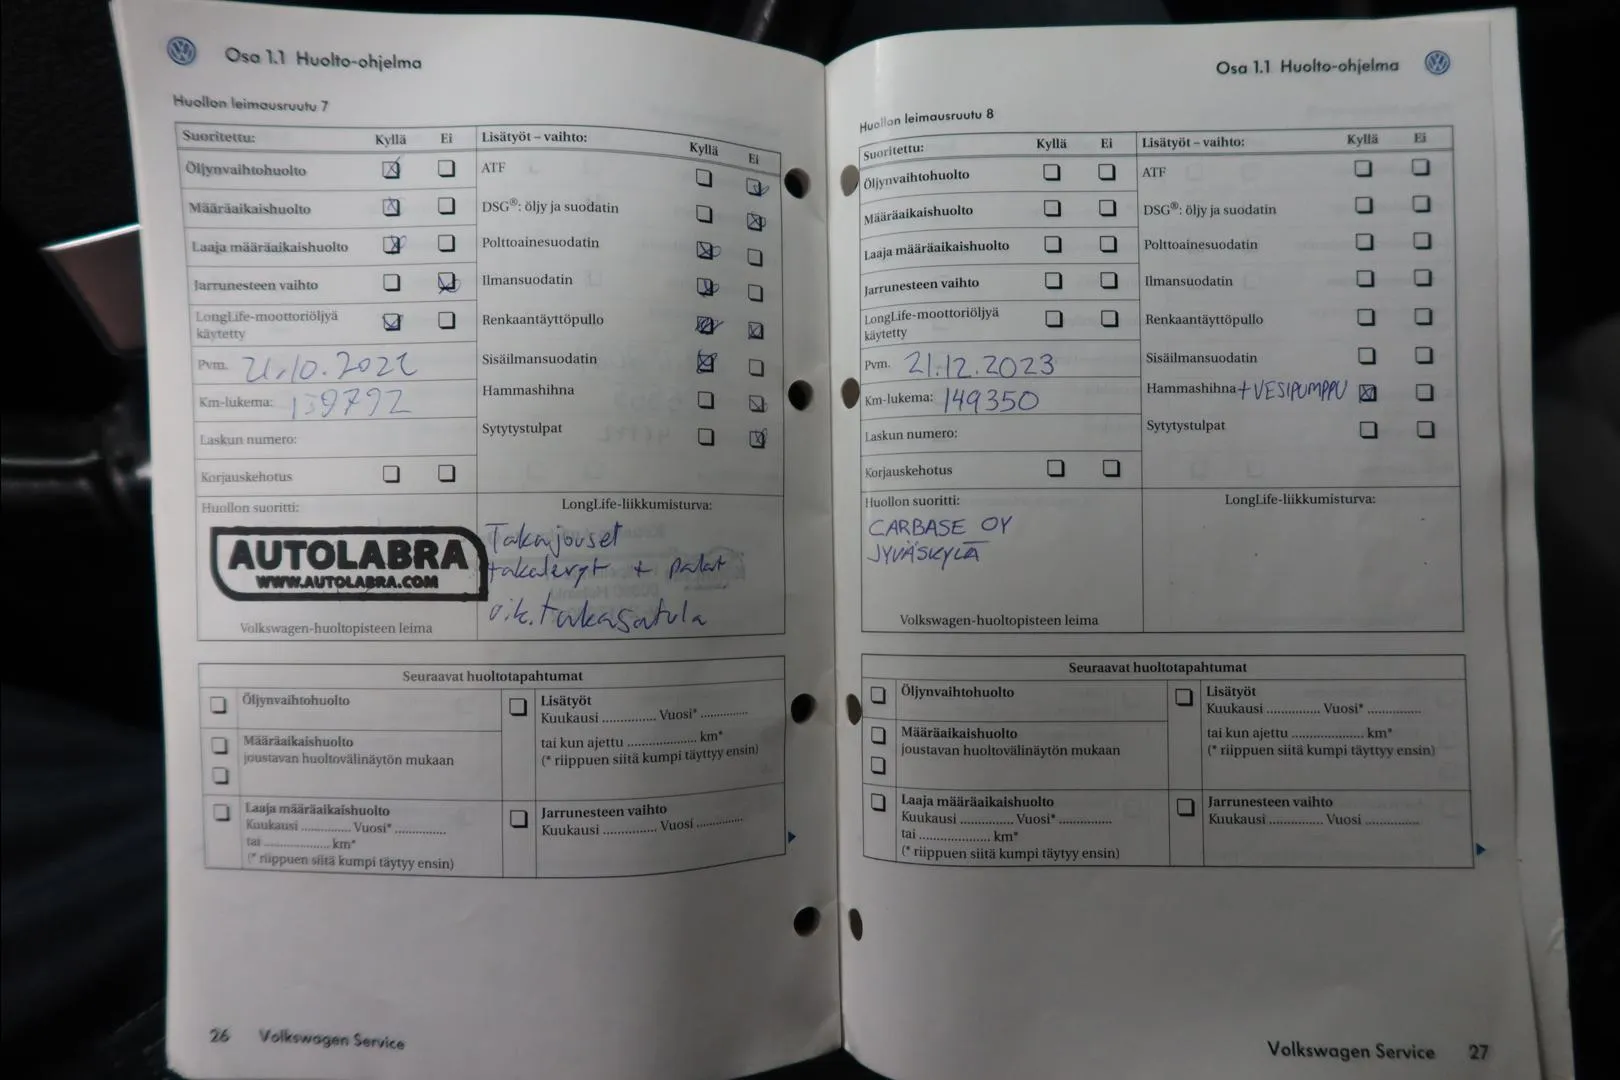 Osa 1.1 Huolto-ohjelma
Huollon leimausruutu 7
Suoritettu: Kyllä Ei
Öljynvaihtohuolto
Määräaikaishuolto
Laaja määräaikaishuolto
Jarrunesteen vaihto
LongLife-moottoriöljyä
käytetty
Pvm. 21.10.2022
Km-lukema: 139792
Laskun numero:
Korjauskehotus
Lisätyöt – vaihto: Kyllä Ei
ATF
DSG®: öljy ja suodatin
Polttoainesuodatin
Ilmansuodatin
Renkaantäyttöpullo
Sisäilmansuodatin
Hammashihna
Sytytystulpat
Huollon suoritti:
AUTOLABRA
WWW.AUTOLABRA.COM
Volkswagen-huoltopisteen leima
LongLife-liikkumisturva:
Takajouset
takalevyt + palat
oik. takasatula
Seuraavat huoltotapahtumat
Öljynvaihtohuolto
Määräaikaishuolto
joustavan huoltovälinäytön mukaan
Laaja määräaikaishuolto
Kuukausi .............. Vuosi* ..............
tai ..................... km*
(* riippuen siitä kumpi täytyy ensin)
Lisätyöt
Kuukausi .............. Vuosi* ..............
tai kun ajettu .................... km*
(* riippuen siitä kumpi täyttyy ensin)
Jarrunesteen vaihto
Kuukausi .............. Vuosi ..............
26 Volkswagen Service
Osa 1.1 Huolto-ohjelma
Huollon leimausruutu 8
Suoritettu: Kyllä Ei
Öljynvaihtohuolto
Määräaikaishuolto
Laaja määräaikaishuolto
Jarrunesteen vaihto
LongLife-moottoriöljyä
käytetty
Pvm. 21.12.2023
Km-lukema: 149350
Laskun numero:
Korjauskehotus
Lisätyöt – vaihto: Kyllä Ei
ATF
DSG®: öljy ja suodatin
Polttoainesuodatin
Ilmansuodatin
Renkaantäyttöpullo
Sisäilmansuodatin
Hammashihna + VESIPUMPPU
Sytytystulpat
Huollon suoritti:
CARBASE OY
JYVÄSKYLÄ
Volkswagen-huoltopisteen leima
LongLife-liikkumisturva:
Seuraavat huoltotapahtumat
Öljynvaihtohuolto
Määräaikaishuolto
joustavan huoltovälinäytön mukaan
Laaja määräaikaishuolto
Kuukausi .............. Vuosi* ..............
tai .................... km*
(* riippuen siitä kumpi täytyy ensin)
Lisätyöt
Kuukausi .............. Vuosi* ..............
tai kun ajettu .................... km*
(* riippuen siitä kumpi täyttyy ensin)
Jarrunesteen vaihto
Kuukausi .............. Vuosi ..............
Volkswagen Service 27